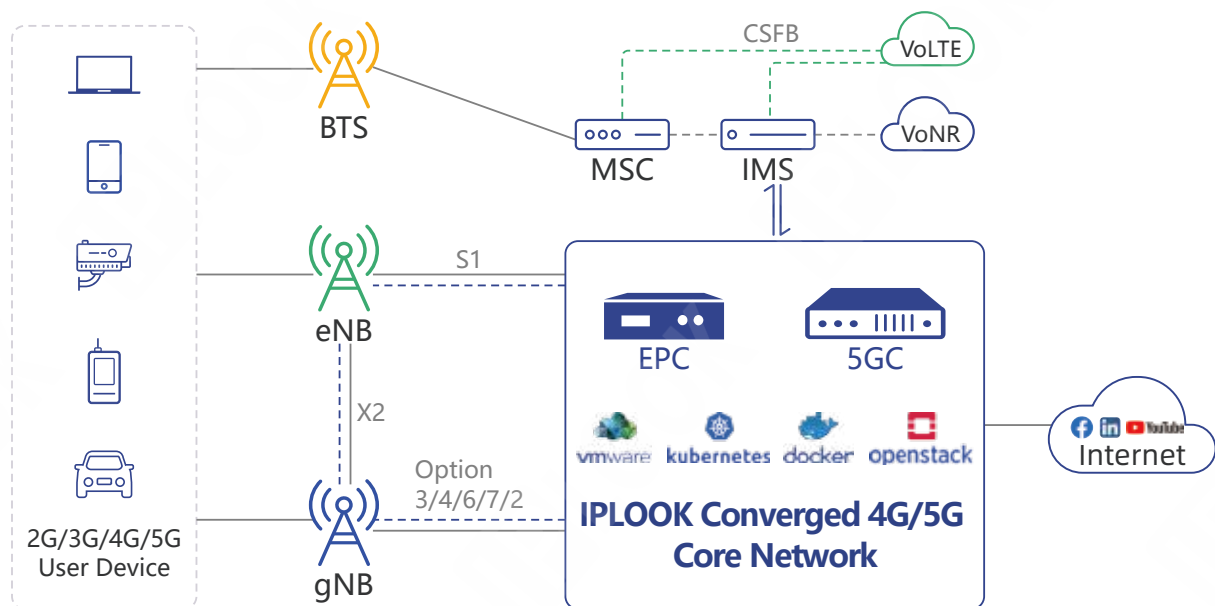 CSFB
VoLTE
BTS
MSC
IMS
VoNR
S1
eNB
EPC
5GC
X2
vmware
kubernetes
docker
openstack
YouTube
Internet
Option
3/4/6/7/2
IPLOOK Converged 4G/5G
Core Network
2G/3G/4G/5G
User Device
gNB